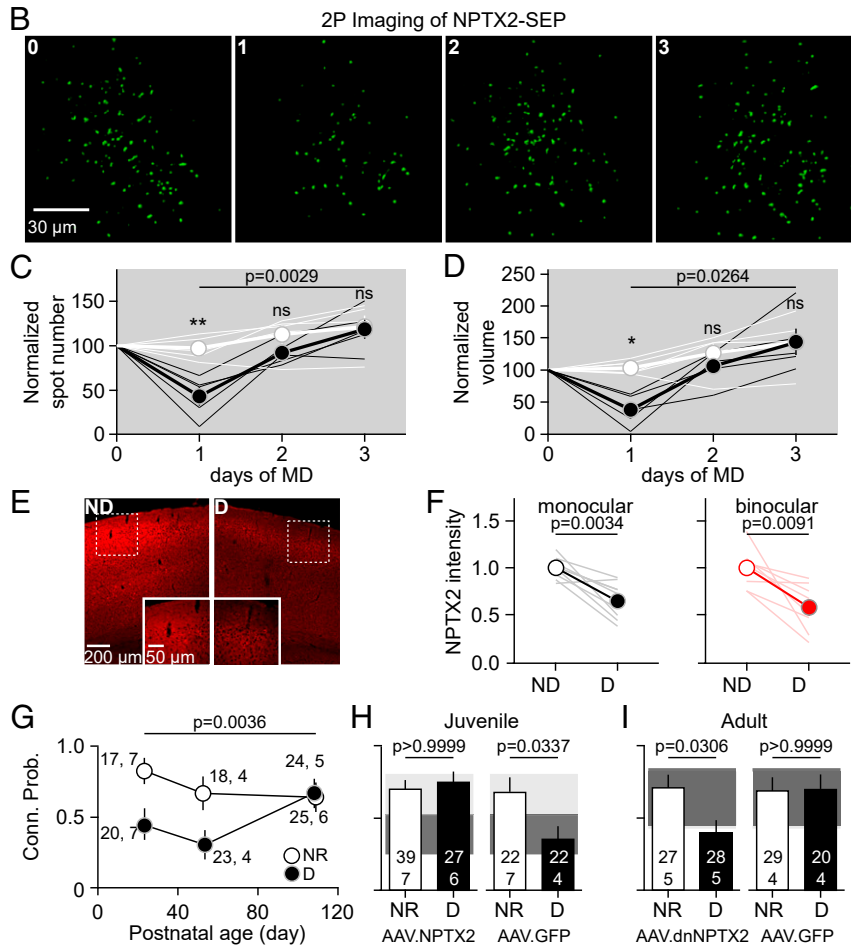 B
2P Imaging of NPTX2-SEP
0
1
2
3
30 µm
C
p=0.0029
**
ns
ns
Normalized
spot number
150
100
50
0
0
1
2
3
days of MD
D
p=0.0264
*
ns
ns
Normalized
volume
250
200
150
100
50
0
0
1
2
3
days of MD
E
ND
D
200 µm
50 µm
F
monocular
binocular
p=0.0034
p=0.0091
NPTX2 intensity
1.5
1.0
0.5
0.0
ND
D
ND
D
G
p=0.0036
Conn. Prob.
1.0
0.5
0
17, 7
18, 4
24, 5
25, 6
20, 7
23, 4
NR
D
0
40
80
120
Postnatal age (day)
H
Juvenile
p>0.9999
p=0.0337
39
7
27
6
22
7
22
4
NR
D
NR
D
AAV.NPTX2
AAV.GFP
I
Adult
p=0.0306
p>0.9999
27
5
28
5
29
4
20
4
NR
D
NR
D
AAV.dnNPTX2
AAV.GFP